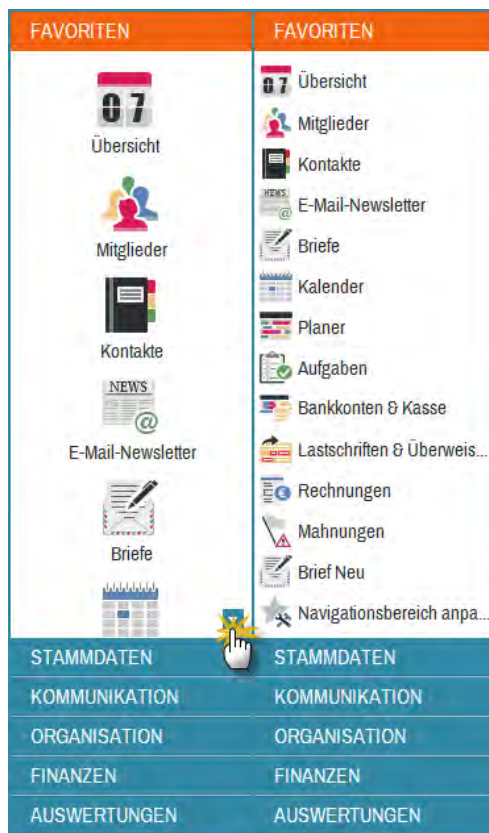 FAVORITEN
07
Übersicht
Mitglieder
Kontakte
NEWS
@
E-Mail-Newsletter
Briefe
STAMMDATEN
KOMMUNIKATION
ORGANISATION
FINANZEN
AUSWERTUNGEN
FAVORITEN
07
Übersicht
Mitglieder
Kontakte
NEWS
@
E-Mail-Newsletter
Briefe
Kalender
Planer
Aufgaben
Bankkonten & Kasse
Lastschriften & Überweis...
€
Rechnungen
Mahnungen
Brief Neu
Navigationsbereich anpa...
STAMMDATEN
KOMMUNIKATION
ORGANISATION
FINANZEN
AUSWERTUNGEN